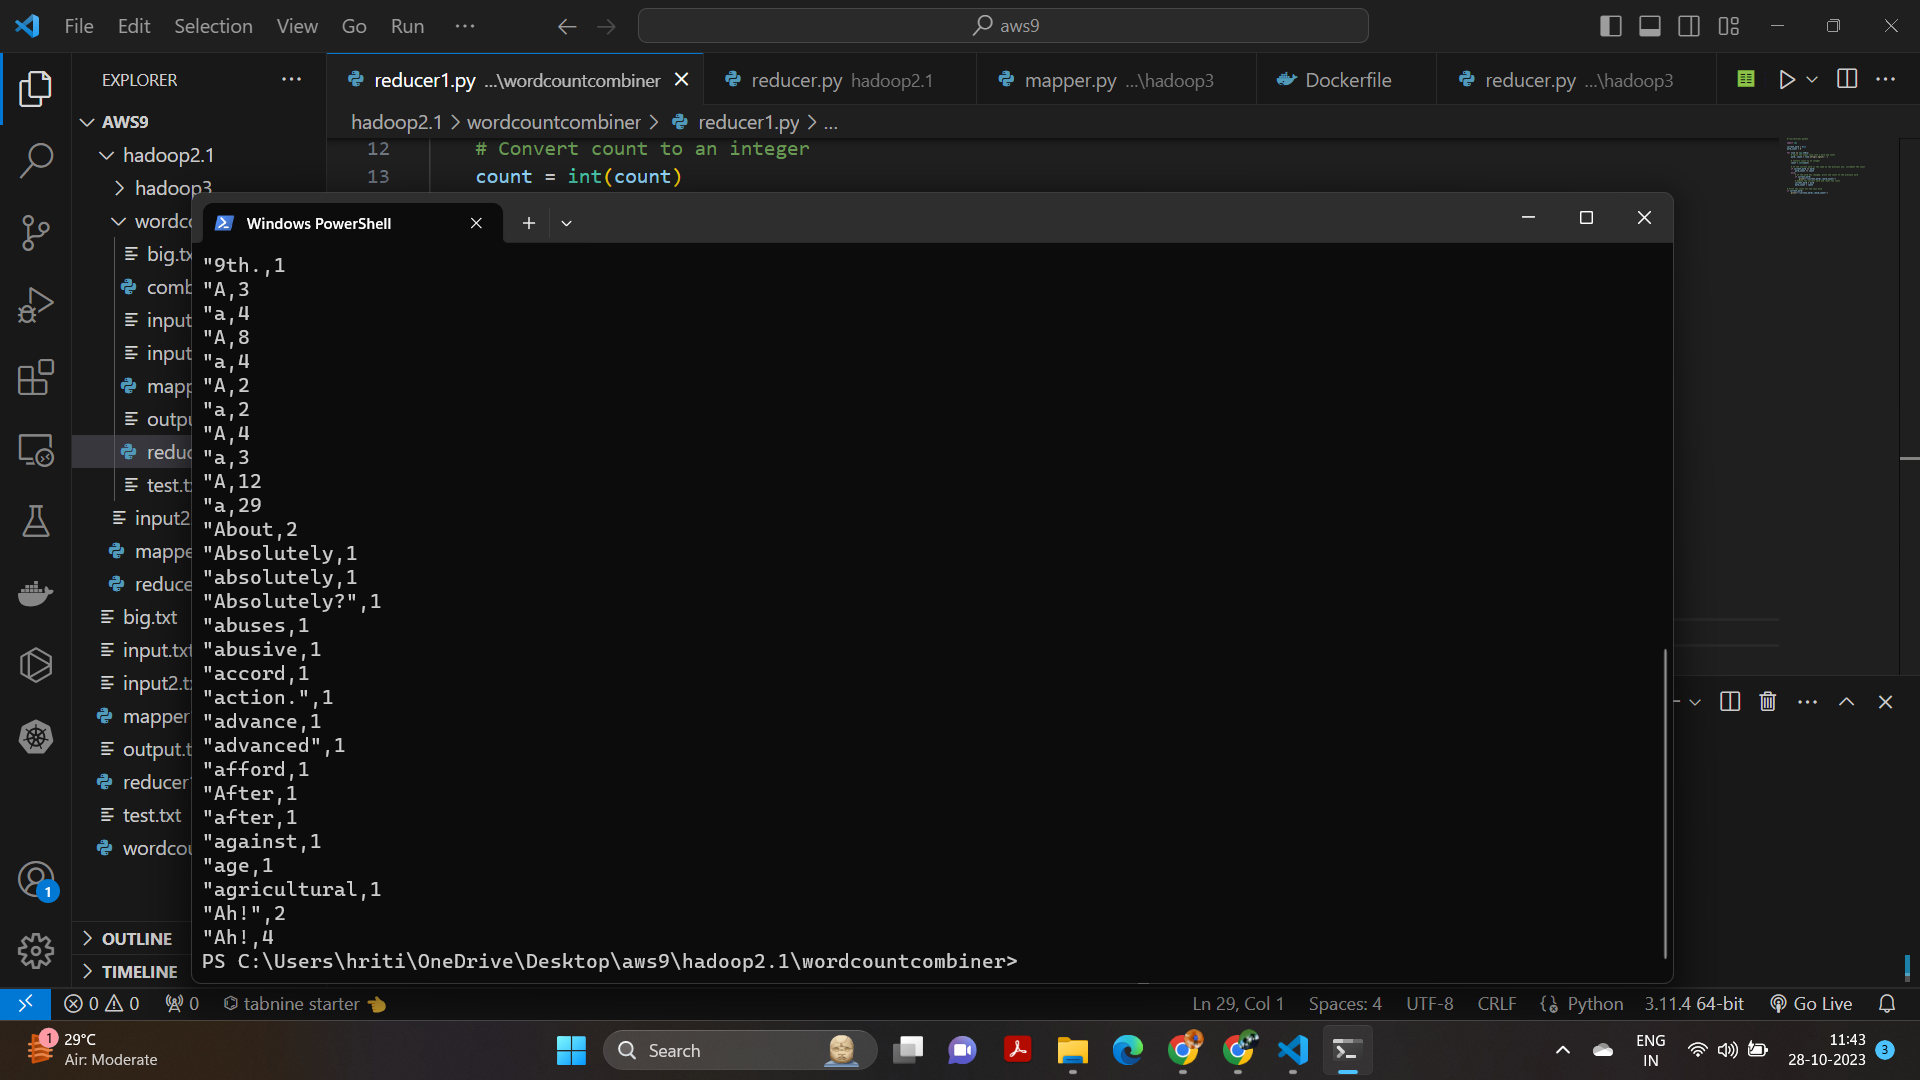 File Edit Selection View Go Run ···
aws9
EXPLORER ···
reducer1.py ...\wordcountcombiner
reducer.py hadoop2.1
mapper.py ...\hadoop3
Dockerfile
reducer.py ...\hadoop3
hadoop2.1 > wordcountcombiner > reducer1.py > ...
AWS9
hadoop2.1
hadoop3
wordco
big.tx
comb
input
input
mapp
outpu
reduc
test.t
input2
mappe
reduce
big.txt
input.txt
input2.t
mapper
output.t
reducer
test.txt
wordcou
OUTLINE
TIMELINE
12 # Convert count to an integer
13 count = int(count)
Windows PowerShell
"9th.,1
"A,3
"a,4
"A,8
"a,4
"A,2
"a,2
"A,4
"a,3
"A,12
"a,29
"About,2
"Absolutely,1
"absolutely,1
"Absolutely?",1
"abuses,1
"abusive,1
"accord,1
"action.",1
"advance,1
"advanced",1
"afford,1
"After,1
"after,1
"against,1
"age,1
"agricultural,1
"Ah!",2
"Ah!,4
PS C:\Users\hriti\OneDrive\Desktop\aws9\hadoop2.1\wordcountcombiner>
1
0 0 0 tabnine starter
Ln 29, Col 1 Spaces: 4 UTF-8 CRLF Python 3.11.4 64-bit Go Live
1
29°C
Air: Moderate
Search
ENG
IN
11:43
28-10-2023
3